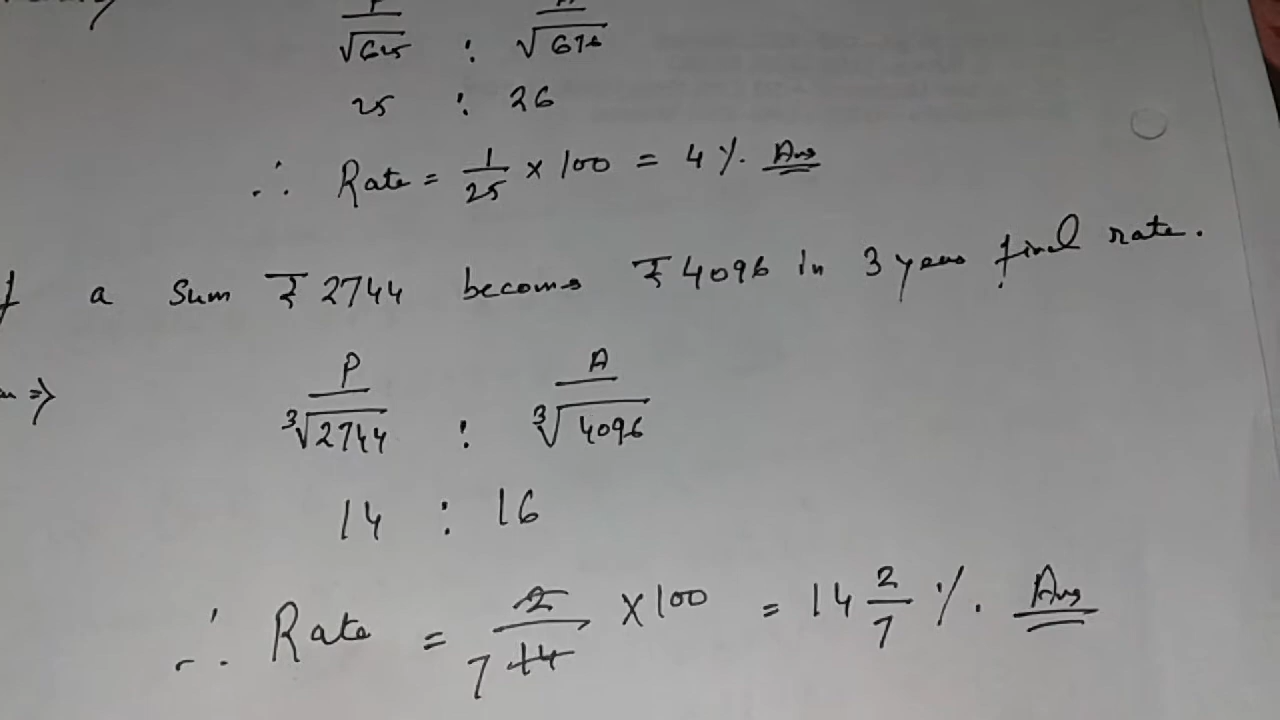 P A
√625 : √676
25 : 26
∴ Rate = 1/25 × 100 = 4 %. Ans
a Sum ₹ 2744 becomes ₹ 4096 in 3 years find rate.
P A
∛2744 : ∛4096
14 : 16
∴ Rate = 2/14 7 × 100 = 14 2/7 %. Ans